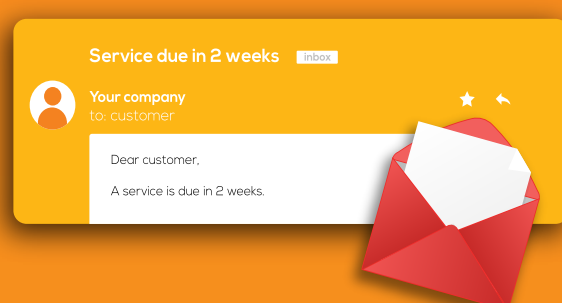 Service due in 2 weeks inbox
Your company
to: customer
Dear customer,
A service is due in 2 weeks.